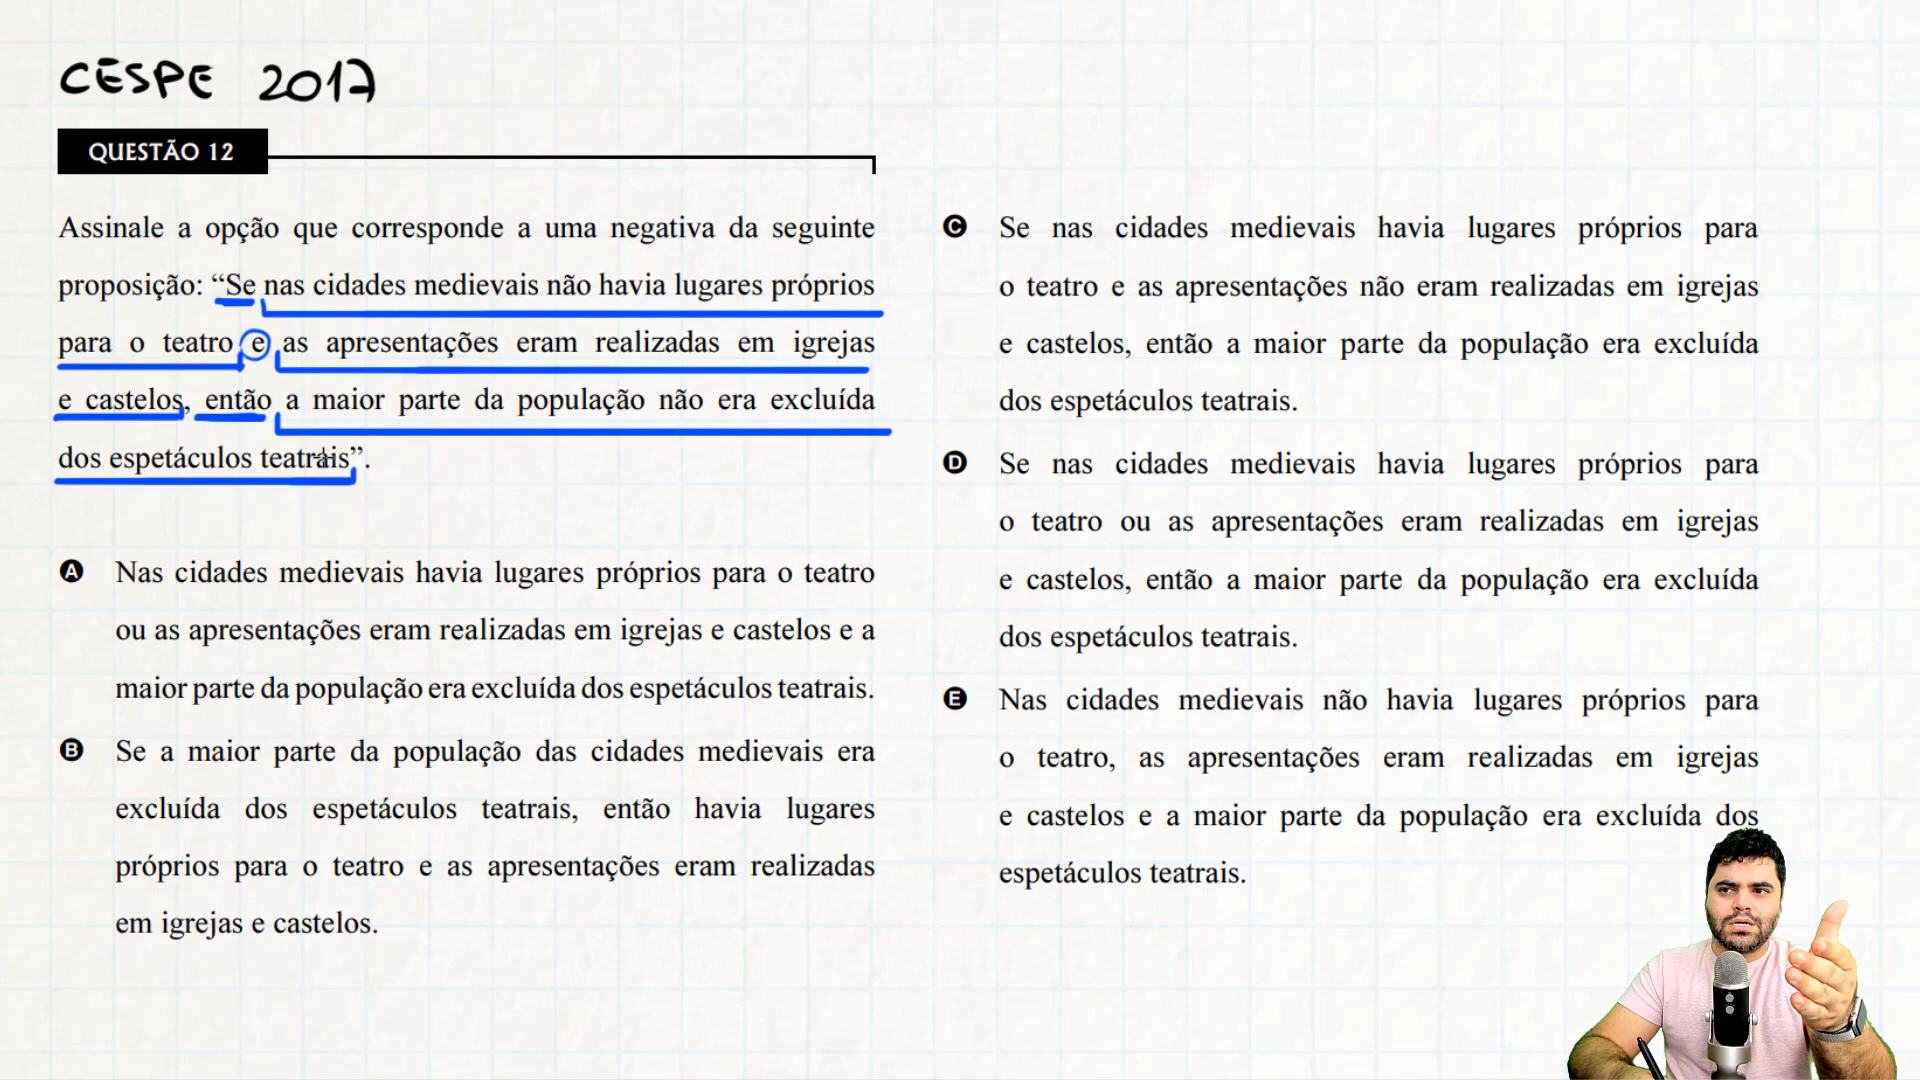 CESPE 2017
QUESTÃO 12
Assinale a opção que corresponde a uma negativa da seguinte
proposição: “Se nas cidades medievais não havia lugares próprios
para o teatro e as apresentações eram realizadas em igrejas
e castelos, então a maior parte da população não era excluída
dos espetáculos teatrais”.
A Nas cidades medievais havia lugares próprios para o teatro
ou as apresentações eram realizadas em igrejas e castelos e a
maior parte da população era excluída dos espetáculos teatrais.
B Se a maior parte da população das cidades medievais era
excluída dos espetáculos teatrais, então havia lugares
próprios para o teatro e as apresentações eram realizadas
em igrejas e castelos.
C Se nas cidades medievais havia lugares próprios para
o teatro e as apresentações não eram realizadas em igrejas
e castelos, então a maior parte da população era excluída
dos espetáculos teatrais.
D Se nas cidades medievais havia lugares próprios para
o teatro ou as apresentações eram realizadas em igrejas
e castelos, então a maior parte da população era excluída
dos espetáculos teatrais.
E Nas cidades medievais não havia lugares próprios para
o teatro, as apresentações eram realizadas em igrejas
e castelos e a maior parte da população era excluída dos
espetáculos teatrais.